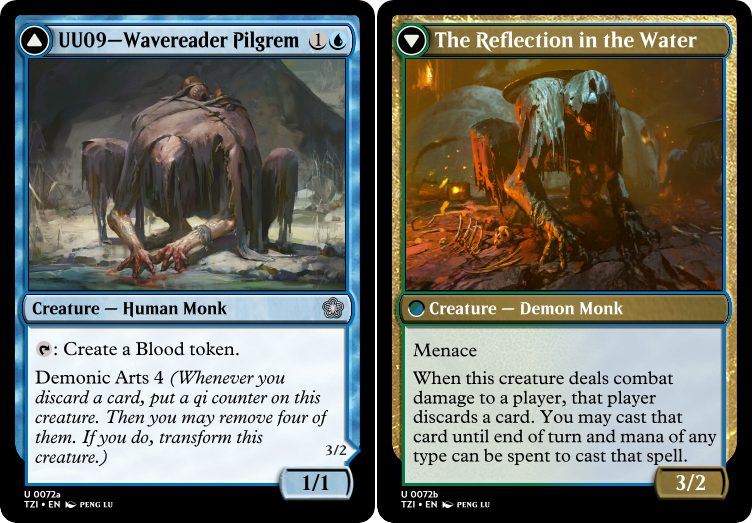 UU09—Wavereader Pilgrem 1
Creature — Human Monk
: Create a Blood token.
Demonic Arts 4 (Whenever you
discard a card, put a qi counter on this
creature. Then you may remove four of
them. If you do, transform this
creature.)
3/2
1/1
U 0072a
TZI • EN PENG LU
The Reflection in the Water
Creature — Demon Monk
Menace
When this creature deals combat
damage to a player, that player
discards a card. You may cast that
card until end of turn and mana of any
type can be spent to cast that spell.
3/2
U 0072b
TZI • EN PENG LU